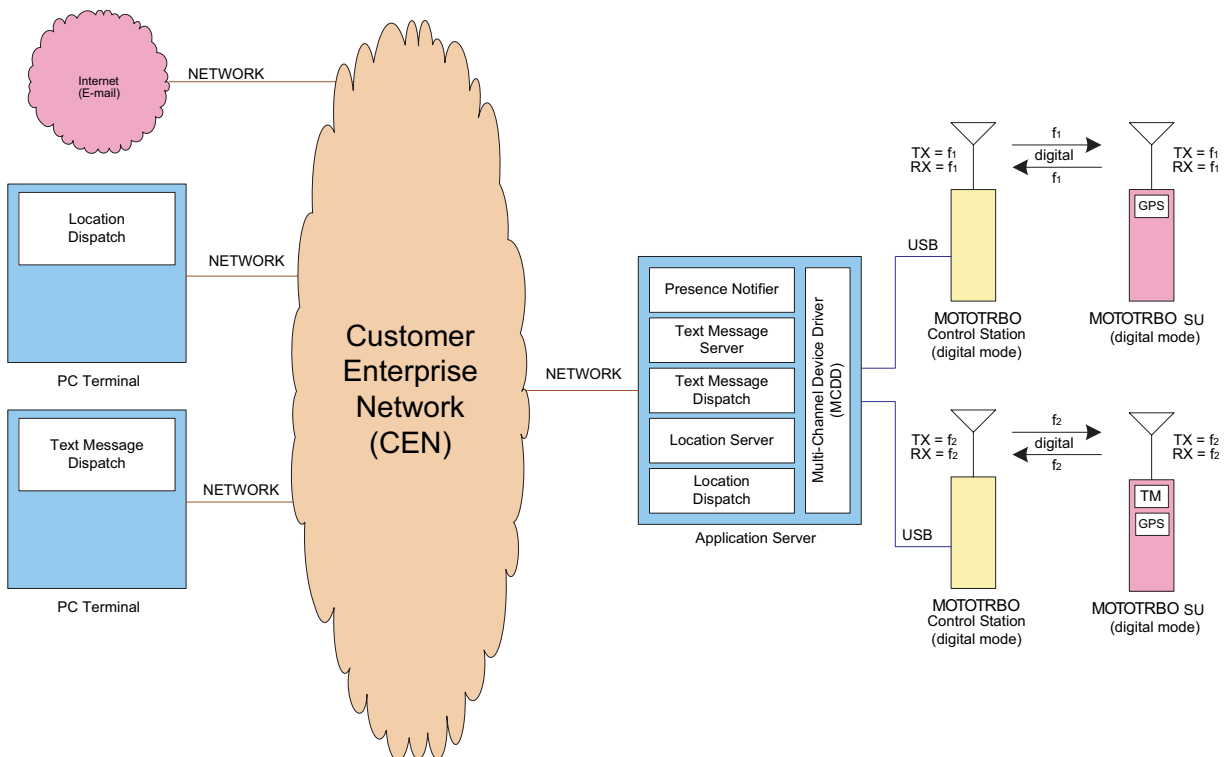 Internet
(E-mail)
NETWORK
Location
Dispatch
NETWORK
PC Terminal
Text Message
Dispatch
NETWORK
PC Terminal
Customer
Enterprise
Network
(CEN)
NETWORK
Presence Notifier
Text Message
Server
Text Message
Dispatch
Location Server
Location
Dispatch
Multi-Channel Device Driver
(MCDD)
Application Server
USB
TX = f1
RX = f1
f1
digital
f1
TX = f1
RX = f1
GPS
MOTOTRBO
Control Station
(digital mode)
MOTOTRBO SU
(digital mode)
USB
TX = f2
RX = f2
f2
digital
f2
TX = f2
RX = f2
TM
GPS
MOTOTRBO
Control Station
(digital mode)
MOTOTRBO SU
(digital mode)